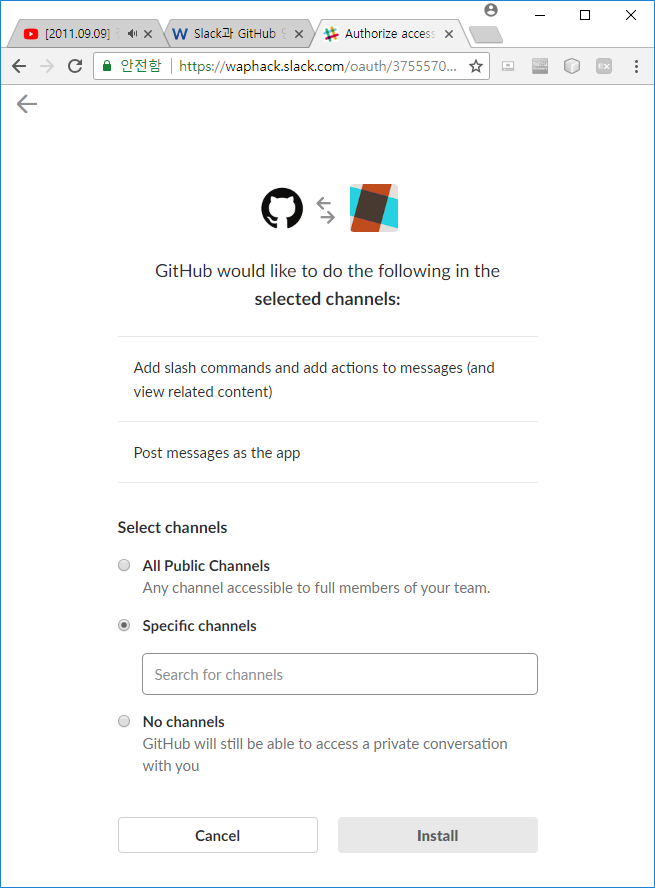 [2011.09.09]
Slack과 GitHub
Authorize access
안전함
https://waphack.slack.com/oauth/3755570...
EX
GitHub would like to do the following in the
selected channels:
Add slash commands and add actions to messages (and
view related content)
Post messages as the app
Select channels
All Public Channels
Any channel accessible to full members of your team.
Specific channels
Search for channels
No channels
GitHub will still be able to access a private conversation
with you
Cancel
Install